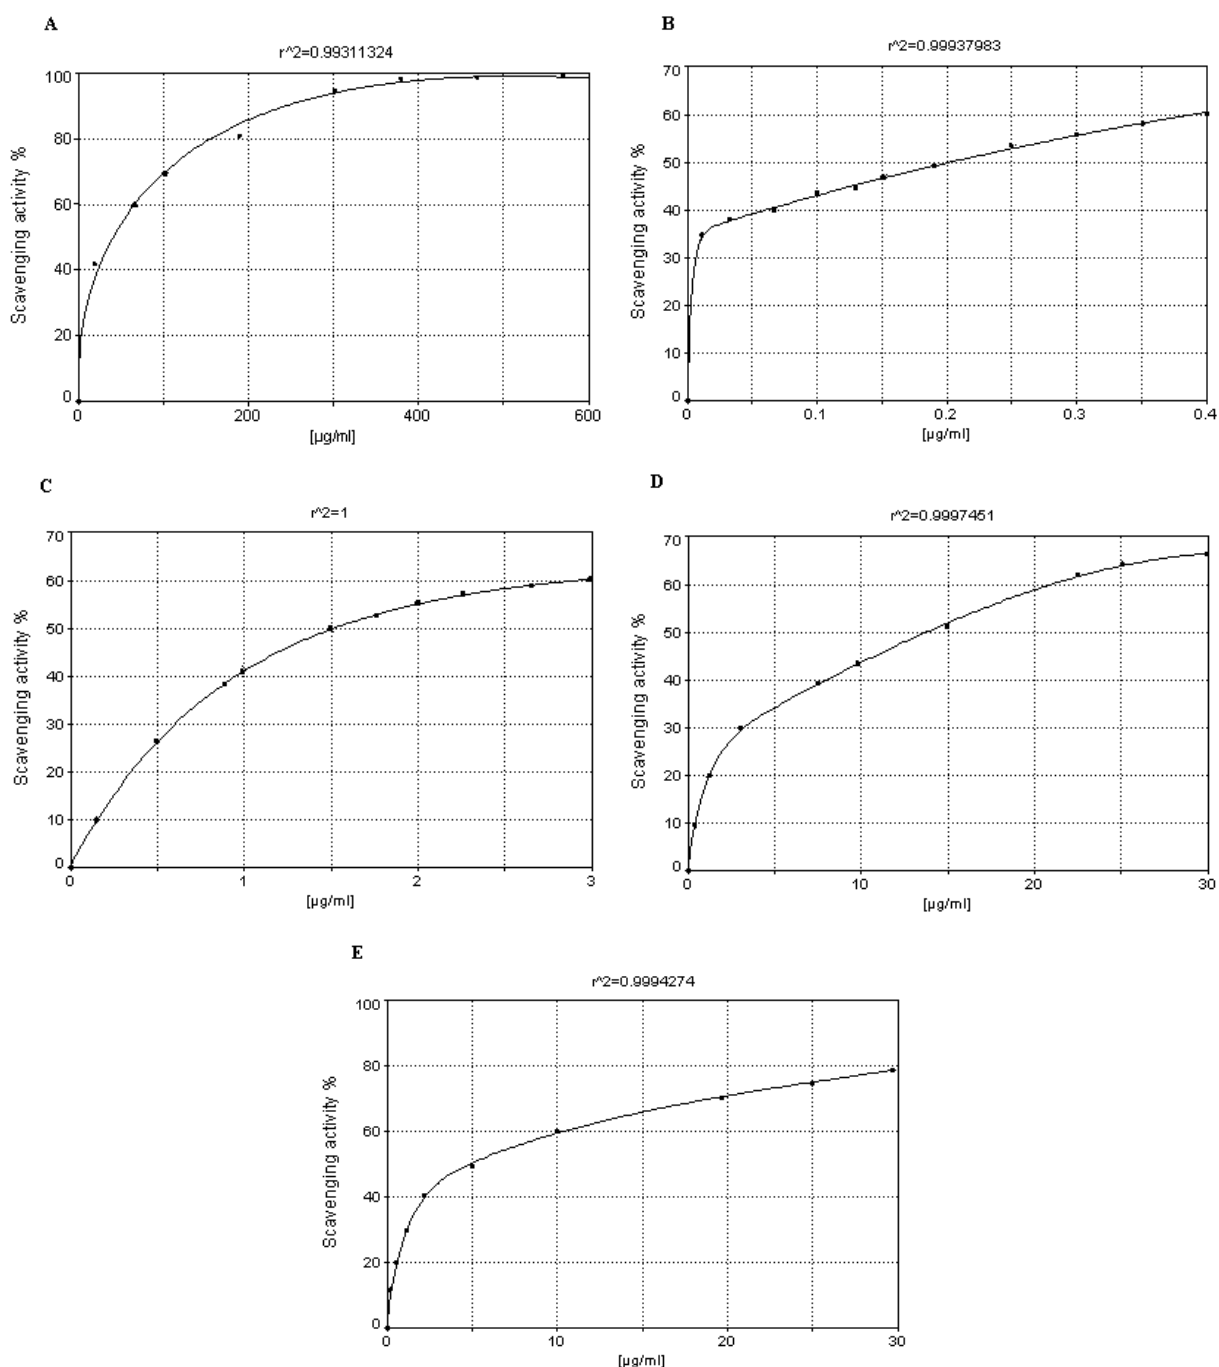 A
r^2=0.99311324
Scavenging activity %
100
80
60
40
20
0
0 200 400 600
[µg/ml]
B
r^2=0.99937983
Scavenging activity %
70
60
50
40
30
20
10
0
0 0.1 0.2 0.3 0.4
[µg/ml]
C
r^2=1
Scavenging activity %
70
60
50
40
30
20
10
0
0 1 2 3
[µg/ml]
D
r^2=0.9997451
Scavenging activity %
70
60
50
40
30
20
10
0
0 10 20 30
[µg/ml]
E
r^2=0.9994274
Scavenging activity %
100
80
60
40
20
0
0 10 20 30
[µg/ml]